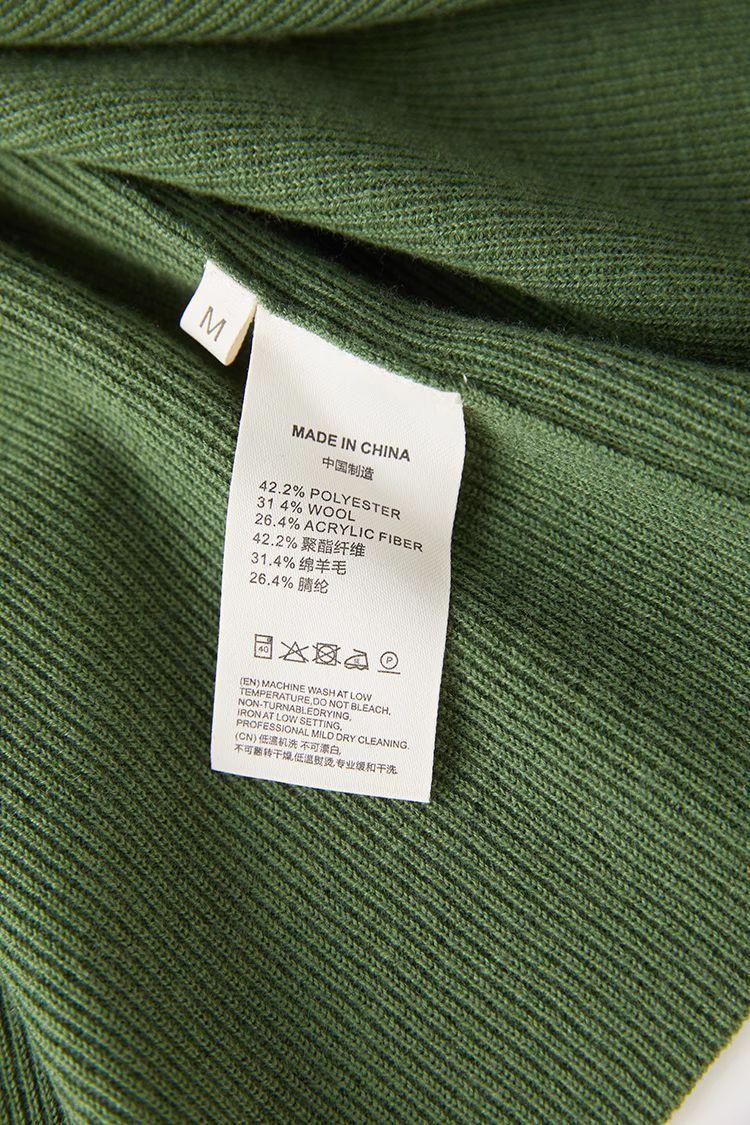 M
MADE IN CHINA
中国制造
42.2% POLYESTER
31 4% WOOL
26.4% ACRYLIC FIBER
42.2% 聚酯纤维
31.4% 绵羊毛
26.4% 腈纶
40 P
(EN) MACHINE WASH AT LOW
TEMPERATURE,DO NOT BLEACH,
NON-TURNABLEDRYING,
IRON AT LOW SETTING,
PROFESSIONAL MILD DRY CLEANING.
(CN) 低温机洗 不可漂白,
不可翻转干燥,低温熨烫,专业缓和干洗.